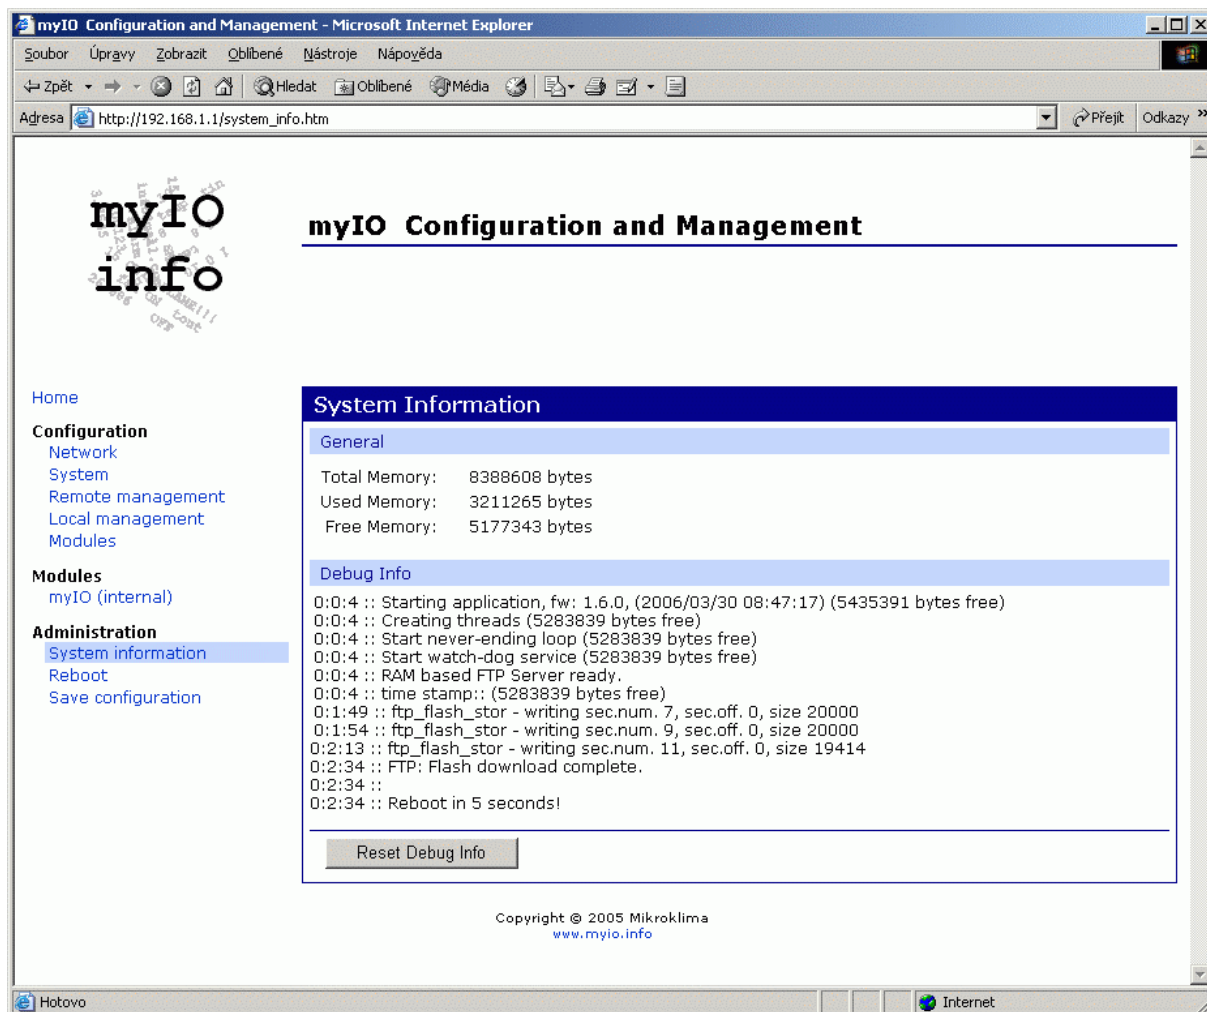 myIO Configuration and Management - Microsoft Internet Explorer
Soubor Úpravy Zobrazit Oblíbené Nástroje Nápověda
Zpět Hledat Oblíbené Média
Adresa http://192.168.1.1/system_info.htm Přejít Odkazy »
myIO
info
myIO Configuration and Management
Home
Configuration
Network
System
Remote management
Local management
Modules
Modules
myIO (internal)
Administration
System information
Reboot
Save configuration
System Information
General
Total Memory: 8388608 bytes
Used Memory: 3211265 bytes
Free Memory: 5177343 bytes
Debug Info
0:0:4 :: Starting application, fw: 1.6.0, (2006/03/30 08:47:17) (5435391 bytes free)
0:0:4 :: Creating threads (5283839 bytes free)
0:0:4 :: Start never-ending loop (5283839 bytes free)
0:0:4 :: Start watch-dog service (5283839 bytes free)
0:0:4 :: RAM based FTP Server ready.
0:0:4 :: time stamp:: (5283839 bytes free)
0:1:49 :: ftp_flash_stor - writing sec.num. 7, sec.off. 0, size 20000
0:1:54 :: ftp_flash_stor - writing sec.num. 9, sec.off. 0, size 20000
0:2:13 :: ftp_flash_stor - writing sec.num. 11, sec.off. 0, size 19414
0:2:34 :: FTP: Flash download complete.
0:2:34 ::
0:2:34 :: Reboot in 5 seconds!
Reset Debug Info
Copyright © 2005 Mikroklima
www.myio.info
Hotovo Internet